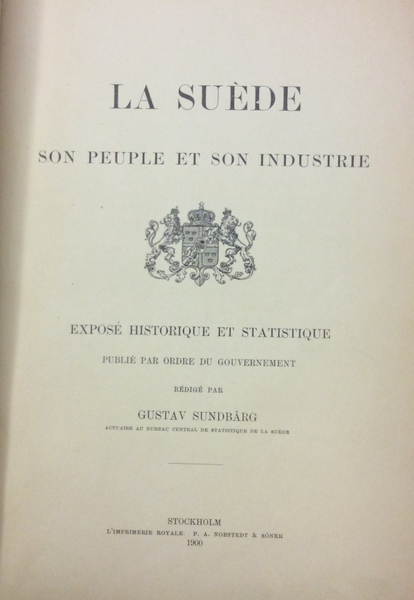 LA SUÈDE
SON PEUPLE ET SON INDUSTRIE
EXPOSÉ HISTORIQUE ET STATISTIQUE
PUBLIÉ PAR ORDRE DU GOUVERNEMENT
RÉDIGÉ PAR
GUSTAV SUNDBÄRG
ACTUAIRE AU BUREAU CENTRAL DE STATISTIQUE DE LA SUÈDE
STOCKHOLM
L'IMPRIMERIE ROYALE. P. A. NORSTEDT & SÖNER
1900